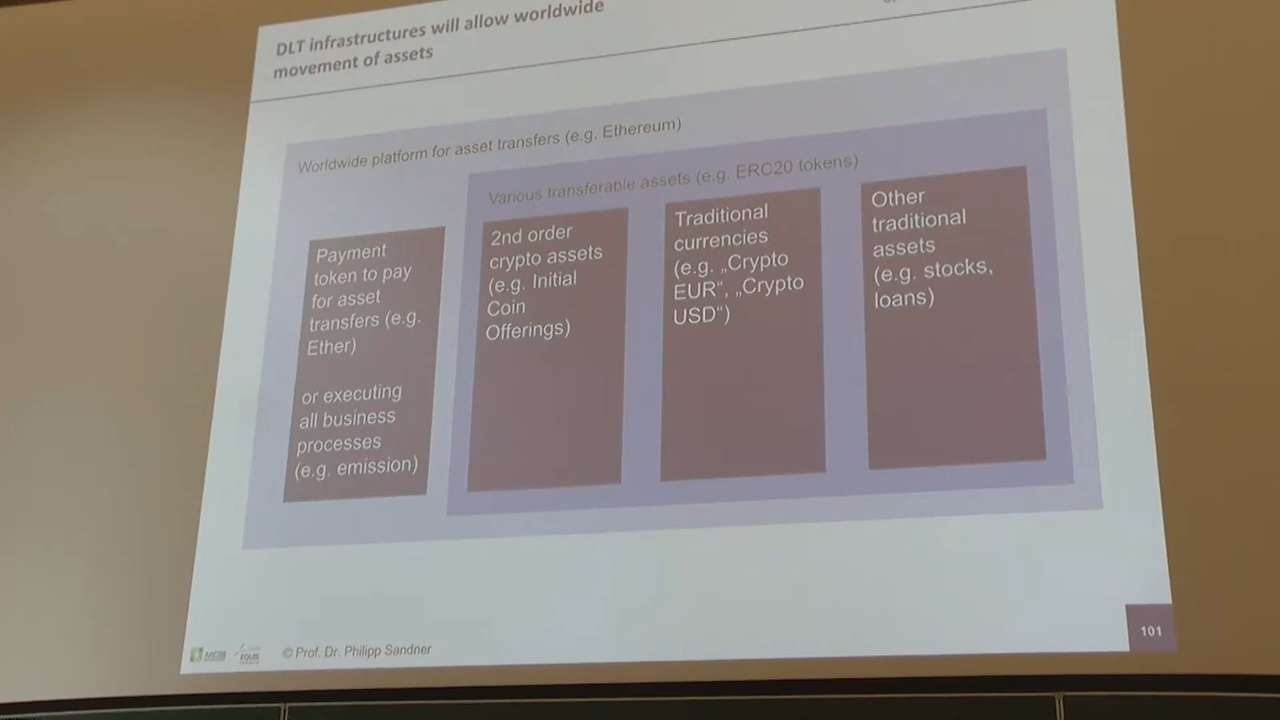 DLT infrastructures will allow worldwide
movement of assets
Worldwide platform for asset transfers (e.g. Ethereum)
Various transferable assets (e.g. ERC20 tokens)
Payment
token to pay
for asset
transfers (e.g.
Ether)
or executing
all business
processes
(e.g. emission)
2nd order
crypto assets
(e.g. Initial
Coin
Offerings)
Traditional
currencies
(e.g. „Crypto
EUR“, „Crypto
USD“)
Other
traditional
assets
(e.g. stocks,
loans)
AACSB
EQUIS
© Prof. Dr. Philipp Sandner
101